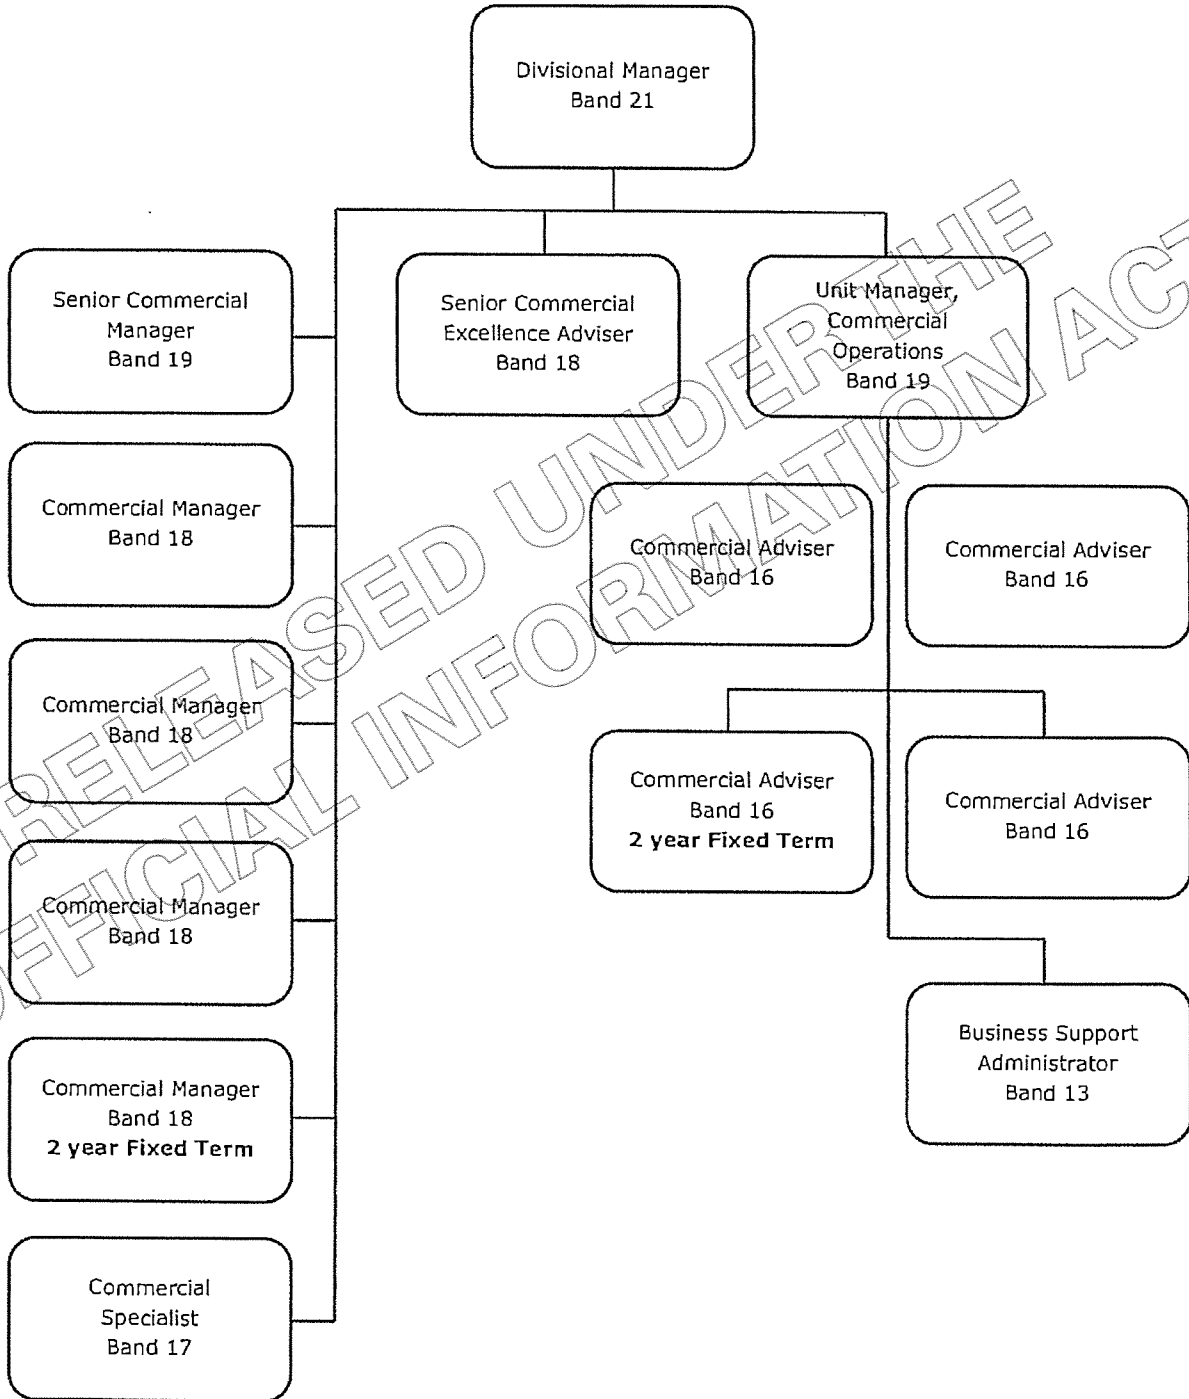 Divisional Manager
Band 21
Senior Commercial
Manager
Band 19
Senior Commercial
Excellence Adviser
Band 18
Unit Manager,
Commercial
Operations
Band 19
Commercial Manager
Band 18
Commercial Adviser
Band 16
Commercial Adviser
Band 16
Commercial Manager
Band 18
Commercial Adviser
Band 16
2 year Fixed Term
Commercial Adviser
Band 16
Commercial Manager
Band 18
Commercial Manager
Band 18
2 year Fixed Term
Business Support
Administrator
Band 13
Commercial
Specialist
Band 17
RELEASED UNDER THE
OFFICIAL INFORMATION ACT